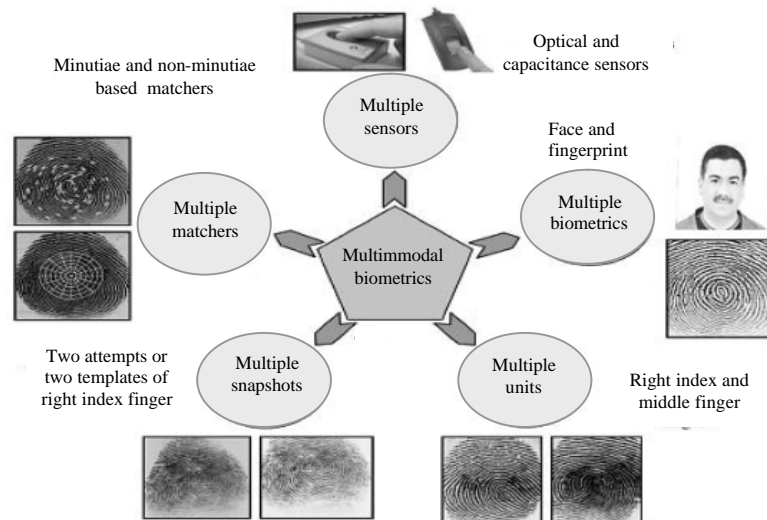 Optical and
capacitance sensors
Minutiae and non-minutiae
based matchers
Multiple
sensors
Face and
fingerprint
Multiple
biometrics
Multiple
matchers
Multimmodal
biometrics
Two attempts or
two templates of
right index finger
Multiple
snapshots
Multiple
units
Right index and
middle finger